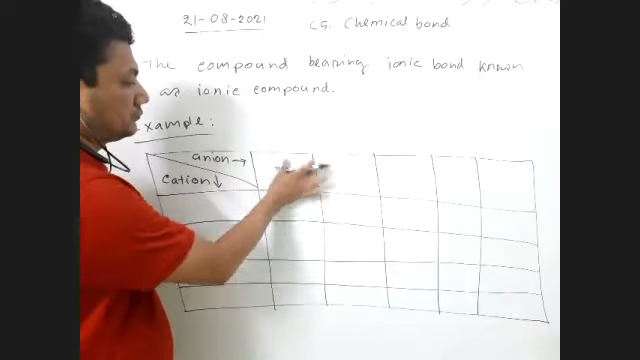 21-08-2021 C5. Chemical bond
The compound bearing ionic bond known
as ionic compound.
xample:
anion →
Cation ↓